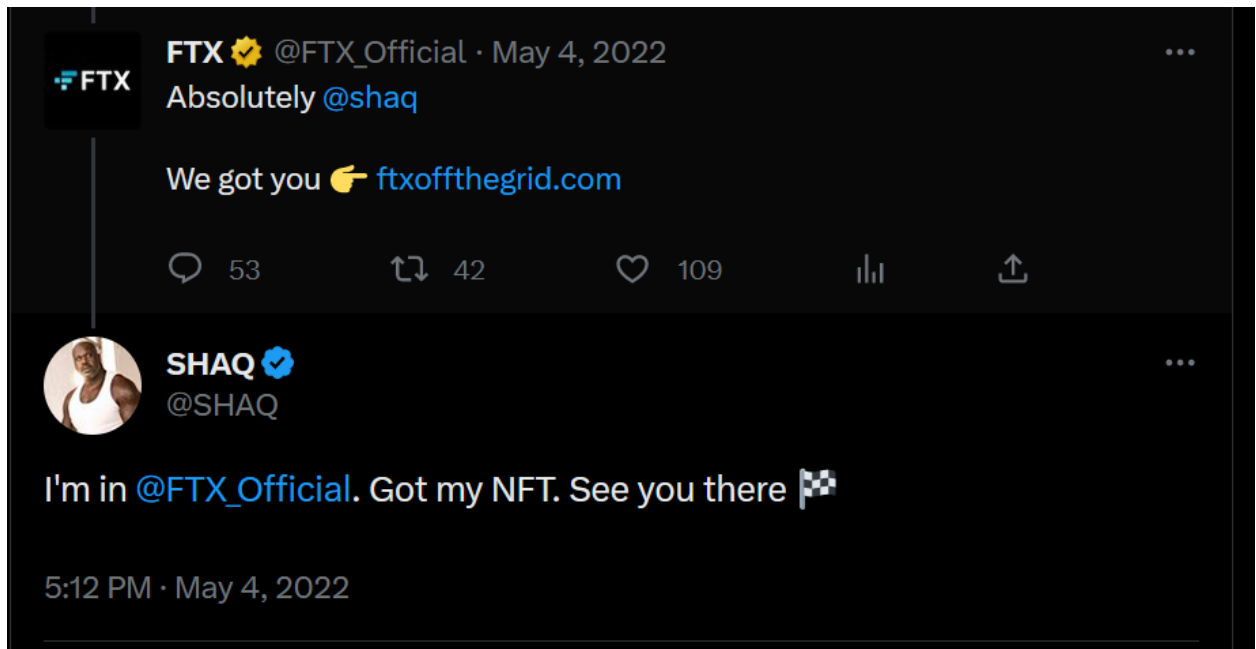 FTX @FTX_Official · May 4, 2022
FTX
Absolutely @shaq
We got you 👉 ftxoffthegrid.com
53 42 109
SHAQ
@SHAQ
I'm in @FTX_Official. Got my NFT. See you there 🏁
5:12 PM · May 4, 2022